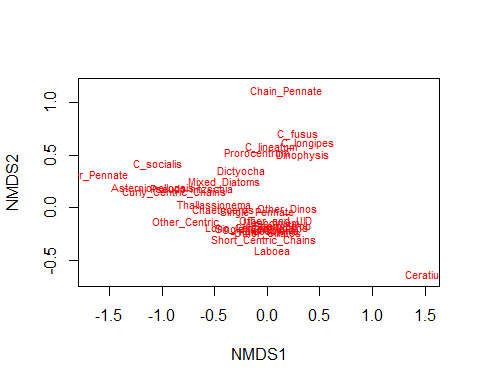 Chain_Pennate
C_fusus
C_longipes
C_lineatum
Prorocentrum
Dinophysis
C_socialis
Dictyocha
r_Pennate
Mixed_Diatoms
Asterionellopsis
Curly_Centric_Chains
Thalassionema
Chaetoceros
Other_Dinos
Single_Pennate
Other_Centric
Short_Centric_Chains
Laboea
Ceratiu
1.0
0.5
0.0
-0.5
NMDS2
-1.5
-1.0
-0.5
0.0
0.5
1.0
1.5
NMDS1